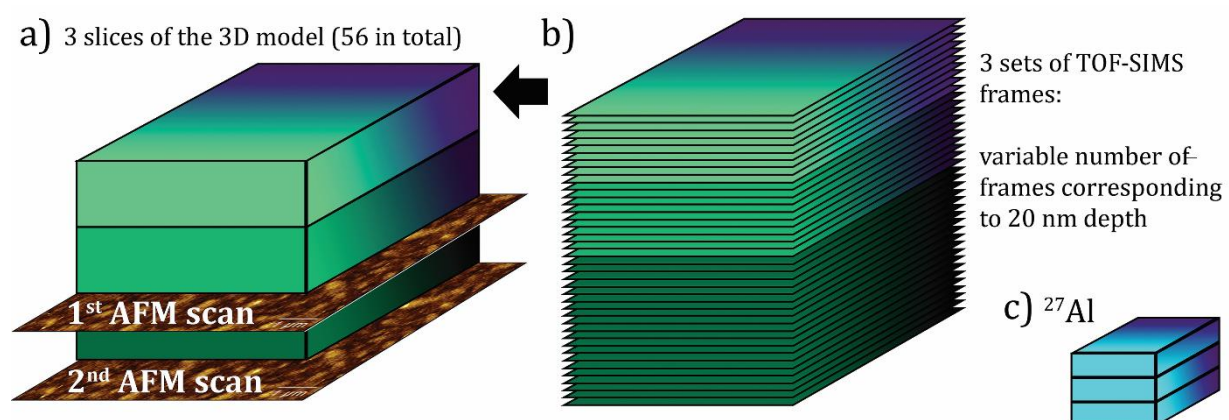 a) 3 slices of the 3D model (56 in total)
1st AFM scan
2nd AFM scan
b)
3 sets of TOF-SIMS
frames:
variable number of
frames corresponding
to 20 nm depth
c) 27Al